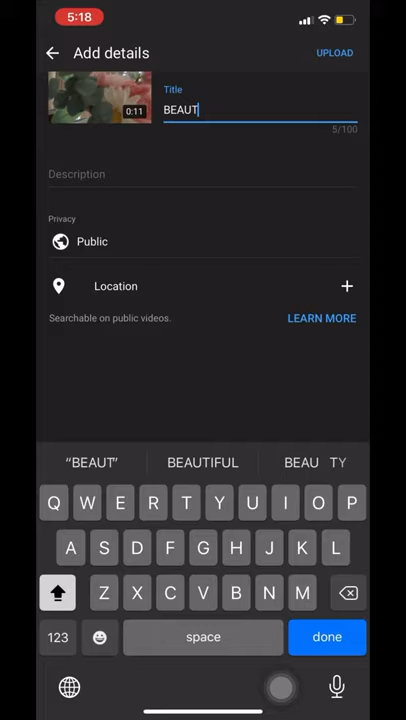 5:18
Add details
UPLOAD
0:11
Title
BEAUT
5/100
Description
Privacy
Public
Location
+
Searchable on public videos.
LEARN MORE
“BEAUT”
BEAUTIFUL
BEAU TY
Q W E R T Y U I O P
A S D F G H J K L
Z X C V B N M
123
space
done